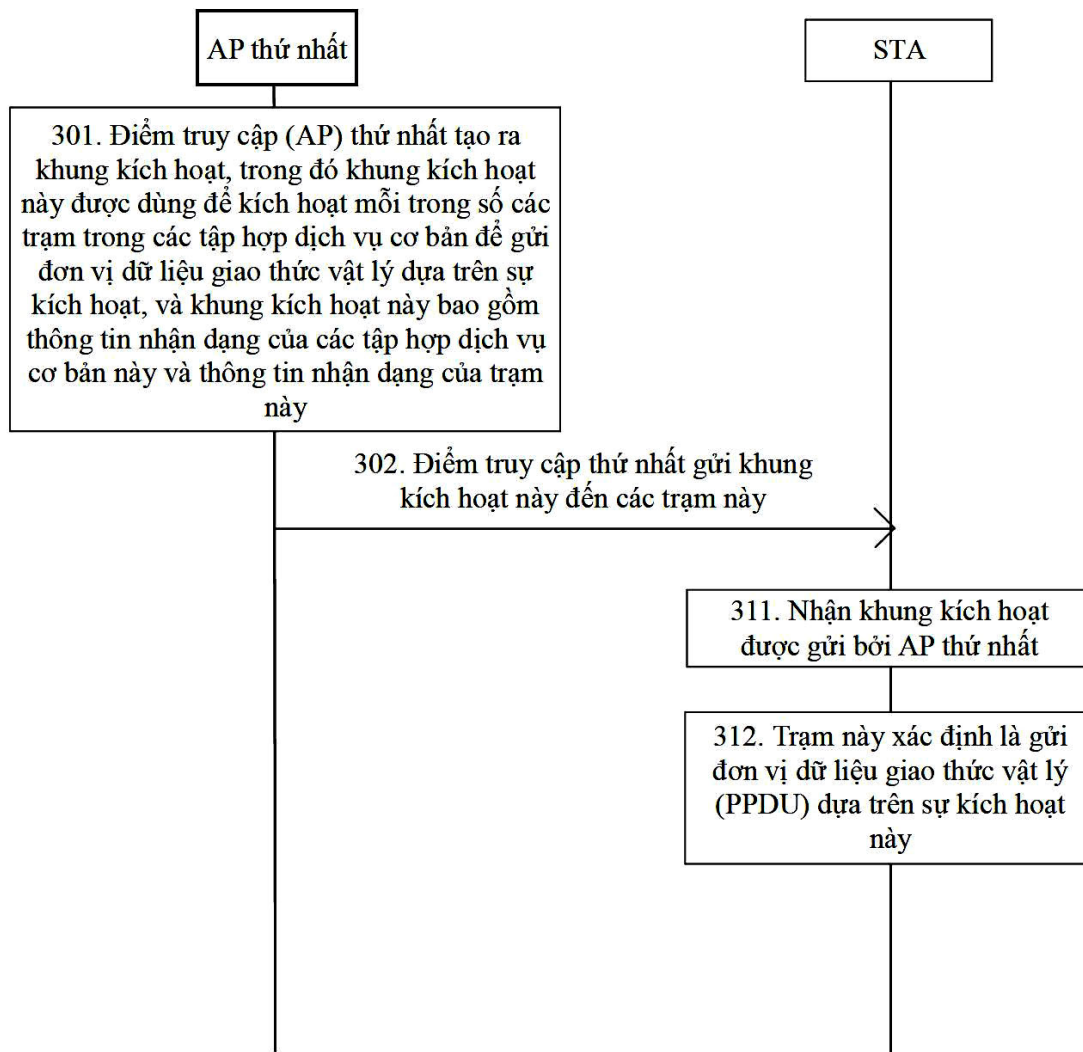 AP thứ nhất
STA
301. Điểm truy cập (AP) thứ nhất tạo ra
khung kích hoạt, trong đó khung kích hoạt
này được dùng để kích hoạt mỗi trong số các
trạm trong các tập hợp dịch vụ cơ bản để gửi
đơn vị dữ liệu giao thức vật lý dựa trên sự
kích hoạt, và khung kích hoạt này bao gồm
thông tin nhận dạng của các tập hợp dịch vụ
cơ bản này và thông tin nhận dạng của trạm
này
302. Điểm truy cập thứ nhất gửi khung
kích hoạt này đến các trạm này
311. Nhận khung kích hoạt
được gửi bởi AP thứ nhất
312. Trạm này xác định là gửi
đơn vị dữ liệu giao thức vật lý
(PPDU) dựa trên sự kích hoạt
này